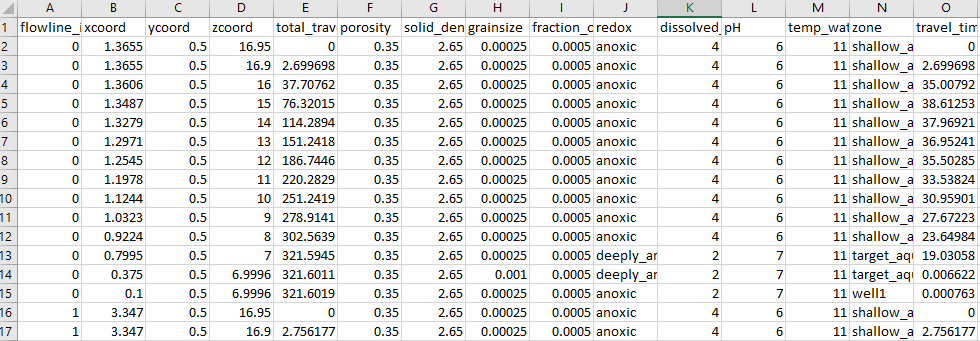 A B C D E F G H I J K L M N O
1 flowline_i xcoord ycoord zcoord total_trav porosity solid_den grainsize fraction_c redox dissolved_ pH temp_wat zone travel_tim
2 0 1.3655 0.5 16.95 0 0.35 2.65 0.00025 0.0005 anoxic 4 6 11 shallow_a 0
3 0 1.3655 0.5 16.9 2.699698 0.35 2.65 0.00025 0.0005 anoxic 4 6 11 shallow_a 2.699698
4 0 1.3606 0.5 16 37.70762 0.35 2.65 0.00025 0.0005 anoxic 4 6 11 shallow_a 35.00792
5 0 1.3487 0.5 15 76.32015 0.35 2.65 0.00025 0.0005 anoxic 4 6 11 shallow_a 38.61253
6 0 1.3279 0.5 14 114.2894 0.35 2.65 0.00025 0.0005 anoxic 4 6 11 shallow_a 37.96921
7 0 1.2971 0.5 13 151.2418 0.35 2.65 0.00025 0.0005 anoxic 4 6 11 shallow_a 36.95241
8 0 1.2545 0.5 12 186.7446 0.35 2.65 0.00025 0.0005 anoxic 4 6 11 shallow_a 35.50285
9 0 1.1978 0.5 11 220.2829 0.35 2.65 0.00025 0.0005 anoxic 4 6 11 shallow_a 33.53824
10 0 1.1244 0.5 10 251.2419 0.35 2.65 0.00025 0.0005 anoxic 4 6 11 shallow_a 30.95901
11 0 1.0323 0.5 9 278.9141 0.35 2.65 0.00025 0.0005 anoxic 4 6 11 shallow_a 27.67223
12 0 0.9224 0.5 8 302.5639 0.35 2.65 0.00025 0.0005 anoxic 4 6 11 shallow_a 23.64984
13 0 0.7995 0.5 7 321.5945 0.35 2.65 0.00025 0.0005 deeply_an 2 7 11 target_aqu 19.03058
14 0 0.375 0.5 6.9996 321.6011 0.35 2.65 0.001 0.0005 deeply_an 2 7 11 target_aqu 0.006622
15 0 0.1 0.5 6.9996 321.6019 0.35 2.65 0.00025 0.0005 anoxic 2 7 11 well1 0.000763
16 1 3.347 0.5 16.95 0 0.35 2.65 0.00025 0.0005 anoxic 4 6 11 shallow_a 0
17 1 3.347 0.5 16.9 2.756177 0.35 2.65 0.00025 0.0005 anoxic 4 6 11 shallow_a 2.756177